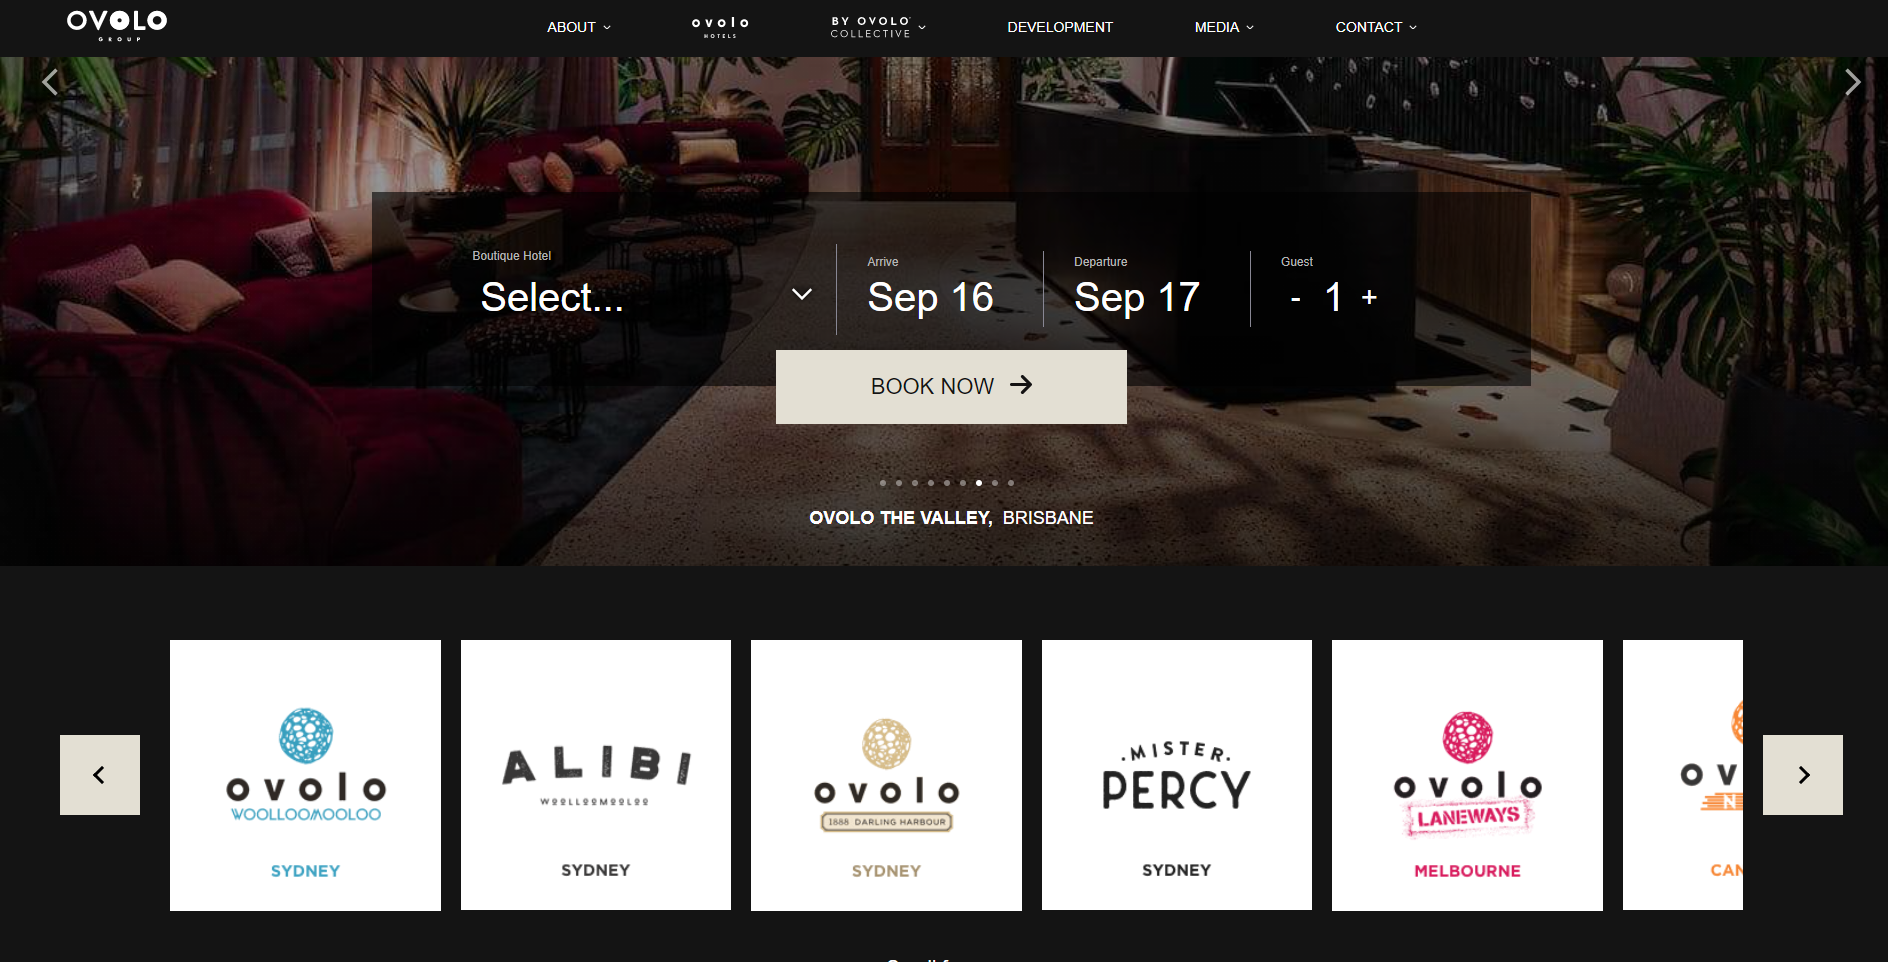 OVOLO
GROUP
ABOUT
ovolo
HOTELS
BY OVOLO
COLLECTIVE
DEVELOPMENT
MEDIA
CONTACT
Boutique Hotel
Select...
Arrive
Sep 16
Departure
Sep 17
Guest
- 1 +
BOOK NOW
OVOLO THE VALLEY, BRISBANE
ovolo
WOOLLOOMOOLOO
SYDNEY
ALIBI
WOOLLOOMOOLOO
SYDNEY
ovolo
1888 DARLING HARBOUR
SYDNEY
·MISTER·
PERCY
SYDNEY
ovolo
LANEWAYS
MELBOURNE
OV
N
CAN